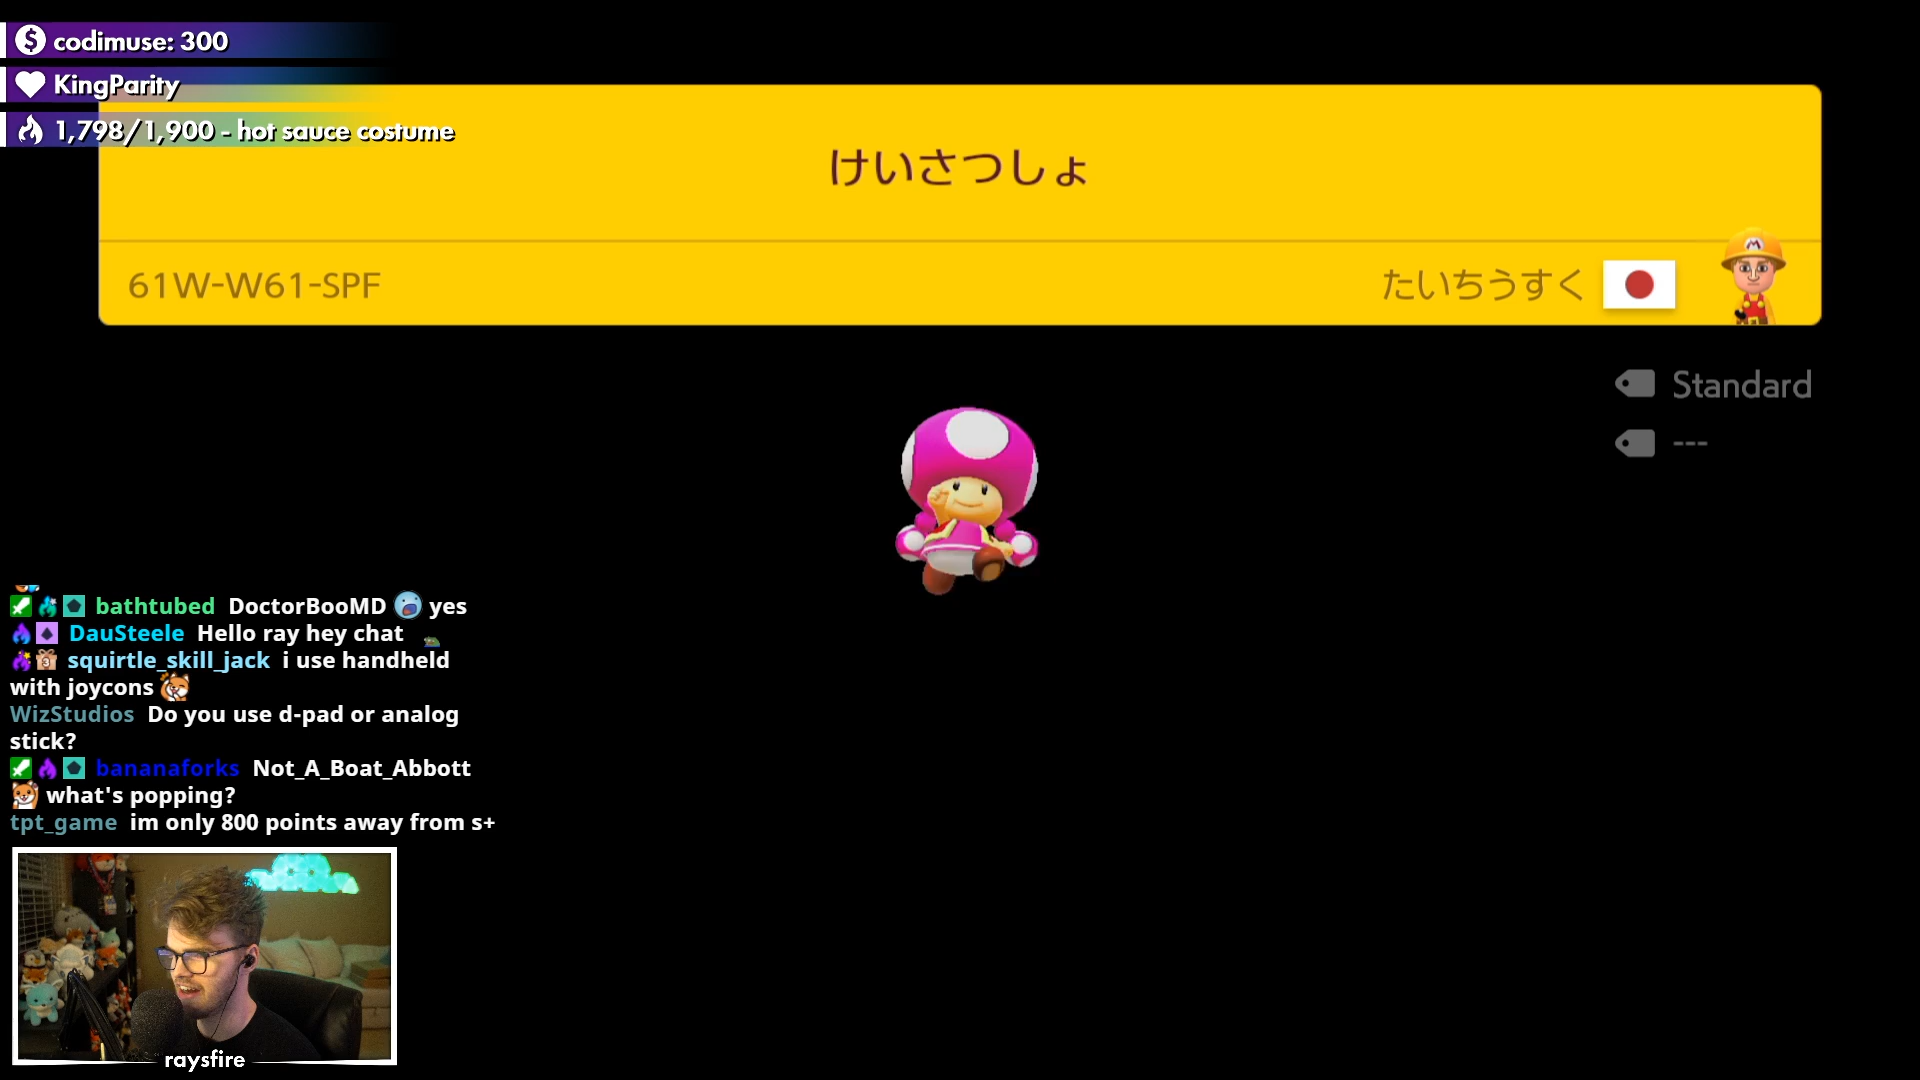 codimuse: 300
KingParity
1,798/1,900 - hot sauce costume
けいさつしょ
61W-W61-SPF
たいちうすく
Standard
---
bathtubed DoctorBooMD yes
DauSteele Hello ray hey chat
squirtle_skill_jack i use handheld
with joycons
WizStudios Do you use d-pad or analog
stick?
bananaforks Not_A_Boat_Abbott
what's popping?
tpt_game im only 800 points away from s+
raysfire